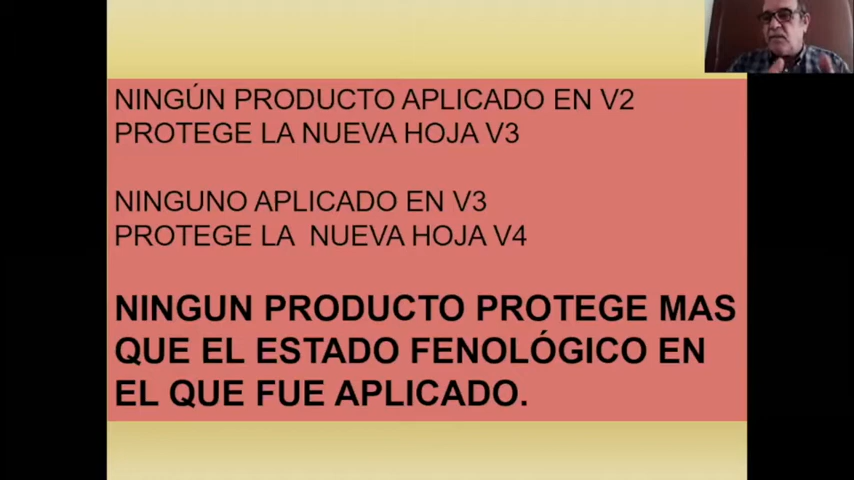 NINGÚN PRODUCTO APLICADO EN V2
PROTEGE LA NUEVA HOJA V3
NINGUNO APLICADO EN V3
PROTEGE LA NUEVA HOJA V4
NINGUN PRODUCTO PROTEGE MAS
QUE EL ESTADO FENOLÓGICO EN
EL QUE FUE APLICADO.